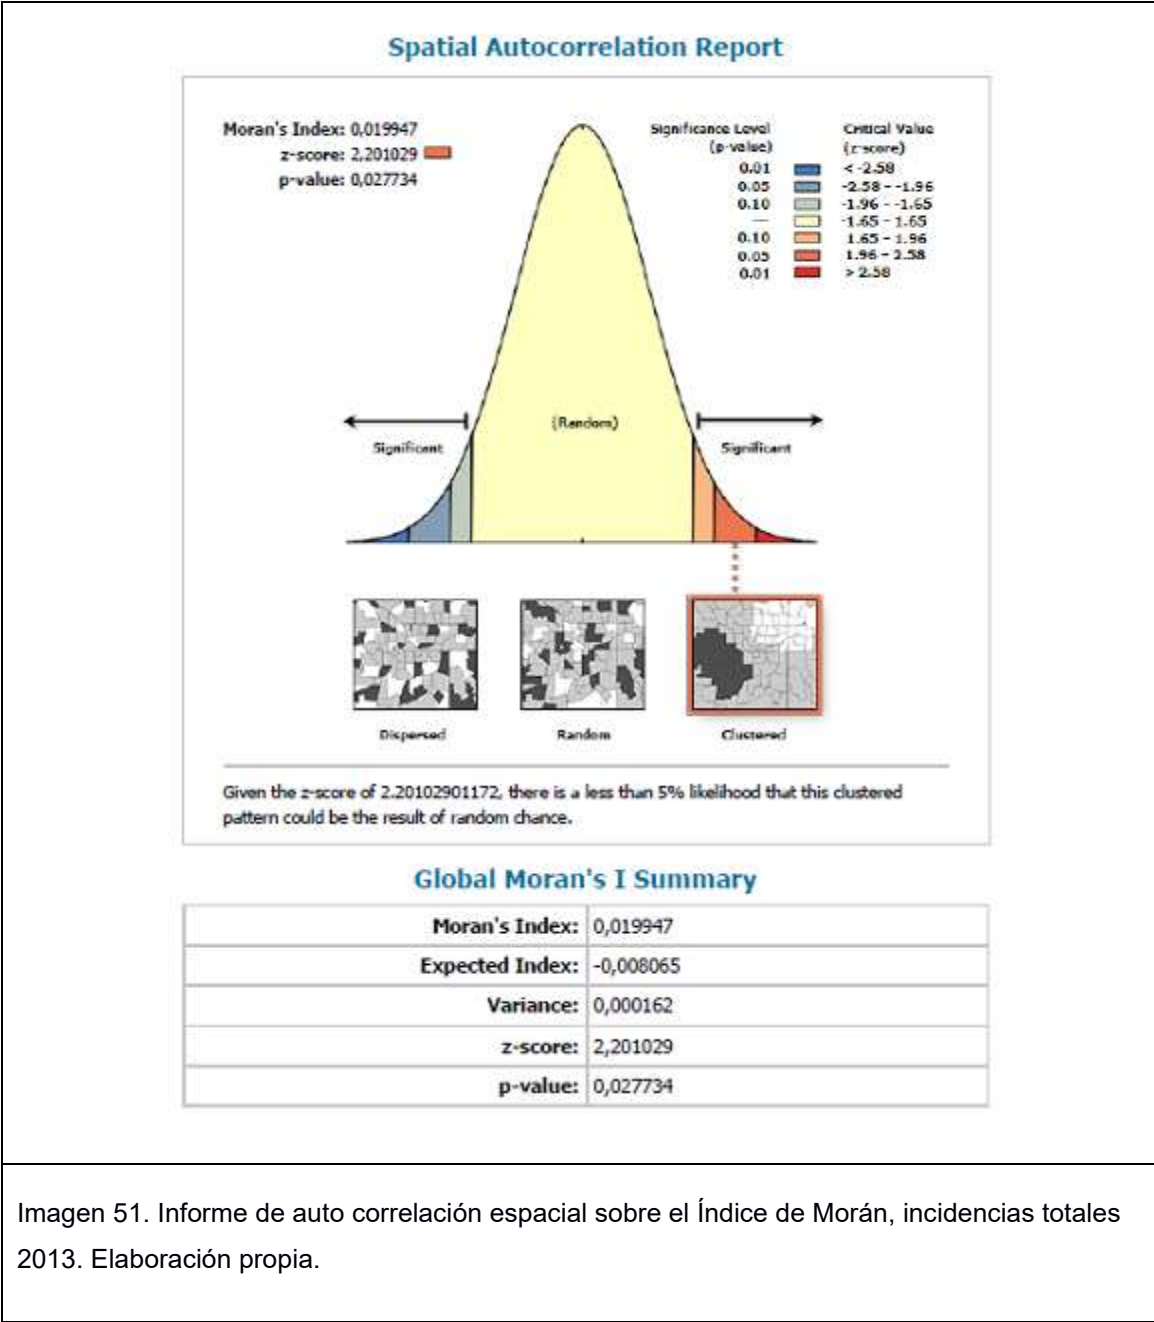 Spatial Autocorrelation Report
Moran's Index: 0,019947
z-score: 2,201029
p-value: 0,027734
Significance Level
(p-value)
Critical Value
(z-score)
0.01 < -2.58
0.05 -2.58 - -1.96
0.10 -1.96 - -1.65
— -1.65 - 1.65
0.10 1.65 - 1.96
0.05 1.96 - 2.58
0.01 > 2.58
(Random)
Significant
Significant
Dispersed
Random
Clustered
Given the z-score of 2.20102901172, there is a less than 5% likelihood that this clustered
pattern could be the result of random chance.
Global Moran's I Summary
Moran's Index: 0,019947
Expected Index: -0,008065
Variance: 0,000162
z-score: 2,201029
p-value: 0,027734
Imagen 51. Informe de auto correlación espacial sobre el Índice de Morán, incidencias totales
2013. Elaboración propia.